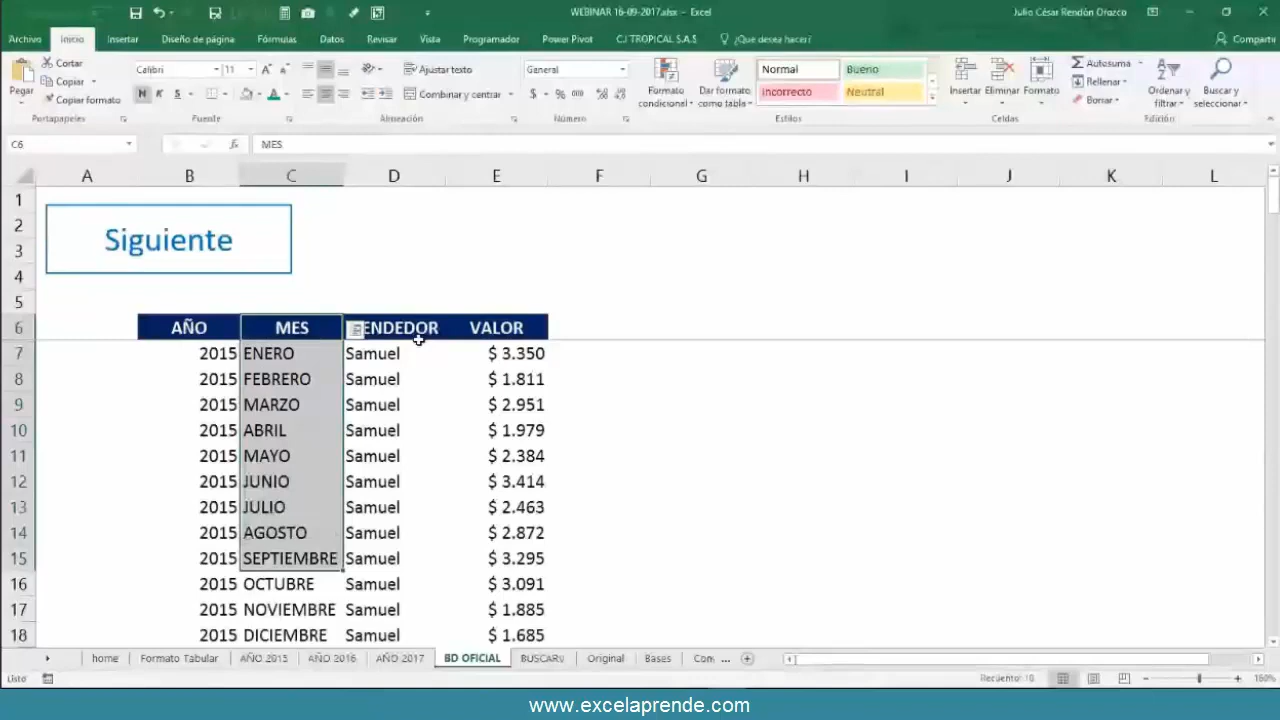 WEBINAR 16-09-2017.xlsx - Excel
Julio César Rendón Orozco
Archivo Inicio Insertar Diseño de página Fórmulas Datos Revisar Vista Programador Power Pivot C.I TROPICAL S.A.S ¿Qué desea hacer? Compartir
Pegar
Cortar
Copiar
Copiar formato
Portapapeles
Calibri 11
N K S
Fuente
Ajustar texto
Combinar y centrar
Alineación
General
$ % 000
Número
Formato condicional
Dar formato como tabla
Normal Bueno
Incorrecto Neutral
Estilos
Insertar Eliminar Formato
Celdas
Autosuma
Rellenar
Borrar
Ordenar y filtrar
Buscar y seleccionar
Edición
C6 fx MES
A B C D E F G H I J K L
1
2 Siguiente
3
4
5
6 AÑO MES ENDEDOR VALOR
7 2015 ENERO Samuel $ 3.350
8 2015 FEBRERO Samuel $ 1.811
9 2015 MARZO Samuel $ 2.951
10 2015 ABRIL Samuel $ 1.979
11 2015 MAYO Samuel $ 2.384
12 2015 JUNIO Samuel $ 3.414
13 2015 JULIO Samuel $ 2.463
14 2015 AGOSTO Samuel $ 2.872
15 2015 SEPTIEMBRE Samuel $ 3.295
16 2015 OCTUBRE Samuel $ 3.091
17 2015 NOVIEMBRE Samuel $ 1.885
18 2015 DICIEMBRE Samuel $ 1.685
home Formato Tabular AÑO 2015 AÑO 2016 AÑO 2017 BD OFICIAL BUSCARV Original Bases Com ...
Listo Recuento: 10 160%
www.excelaprende.com